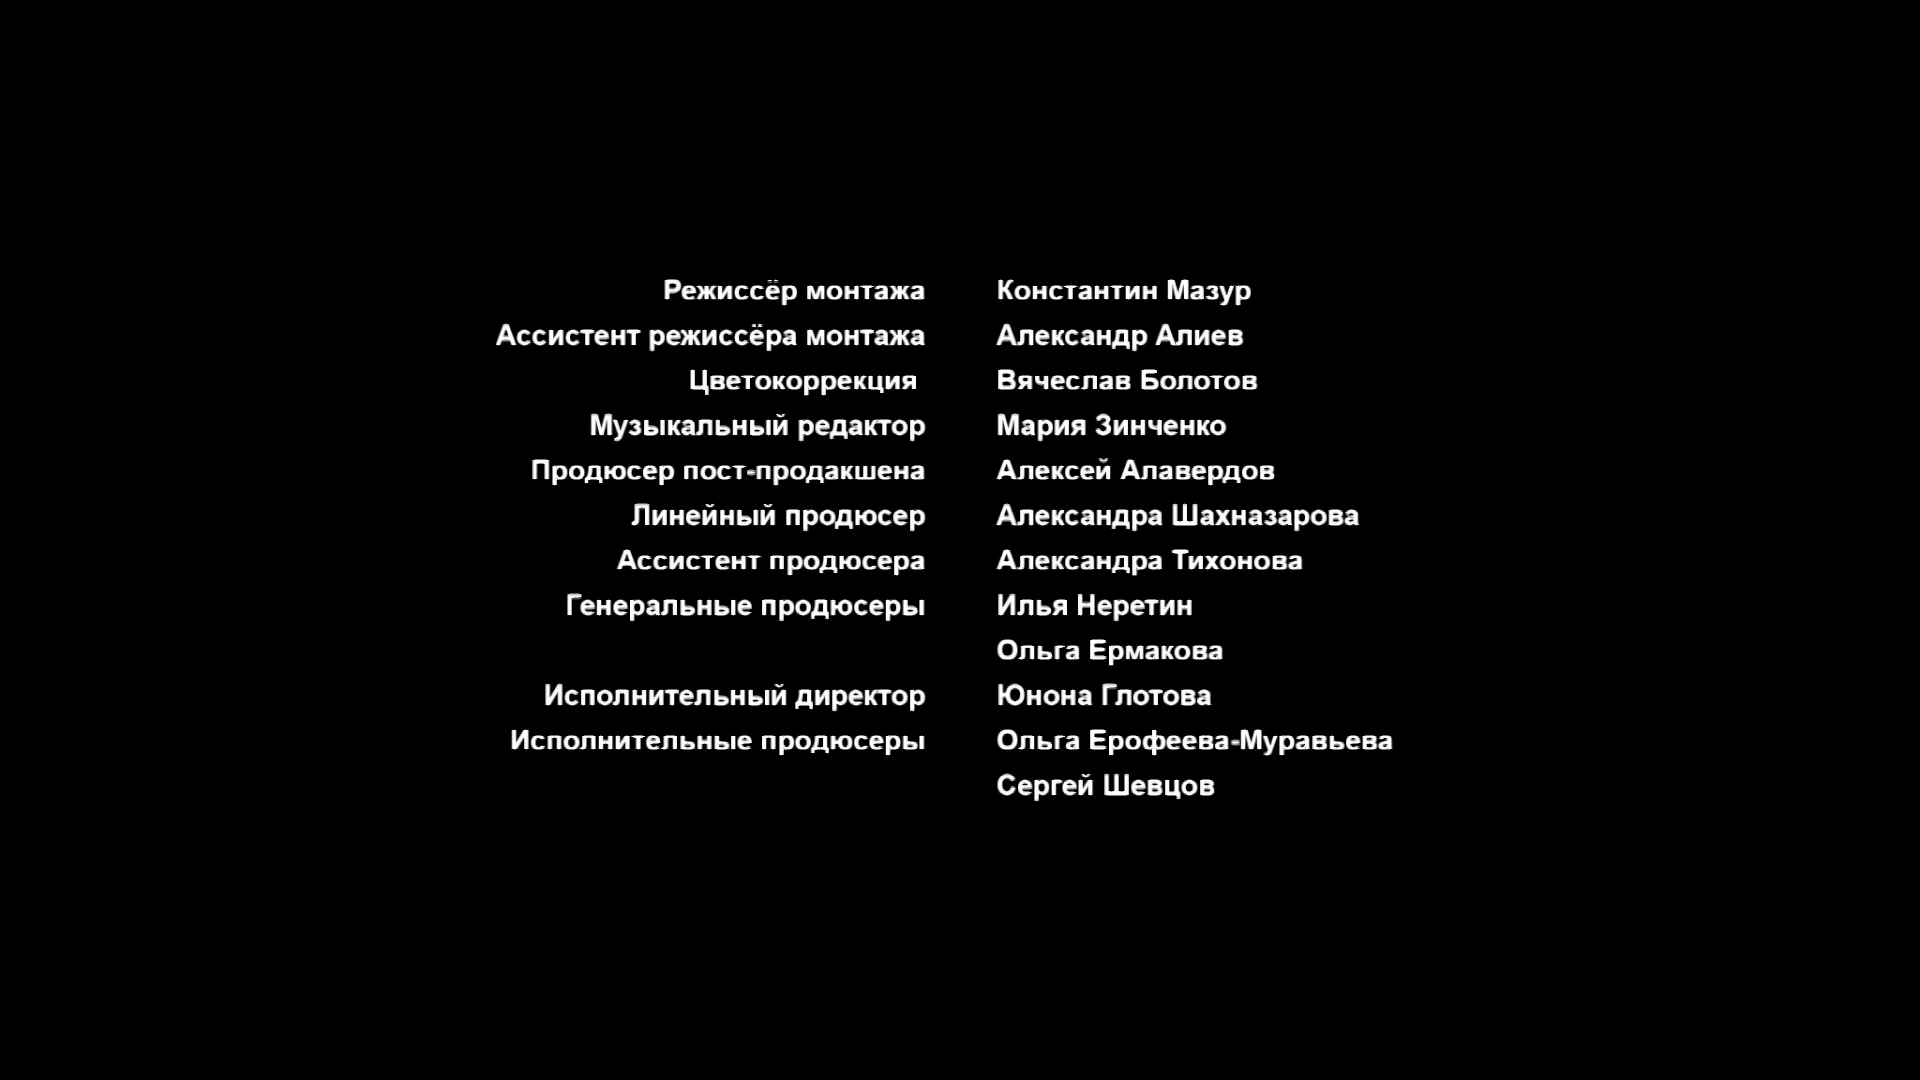 Режиссёр монтажа Константин Мазур
Ассистент режиссёра монтажа Александр Алиев
Цветокоррекция Вячеслав Болотов
Музыкальный редактор Мария Зинченко
Продюсер пост-продакшена Алексей Алавердов
Линейный продюсер Александра Шахназарова
Ассистент продюсера Александра Тихонова
Генеральные продюсеры Илья Неретин
Ольга Ермакова
Исполнительный директор Юнона Глотова
Исполнительные продюсеры Ольга Ерофеева-Муравьева
Сергей Шевцов